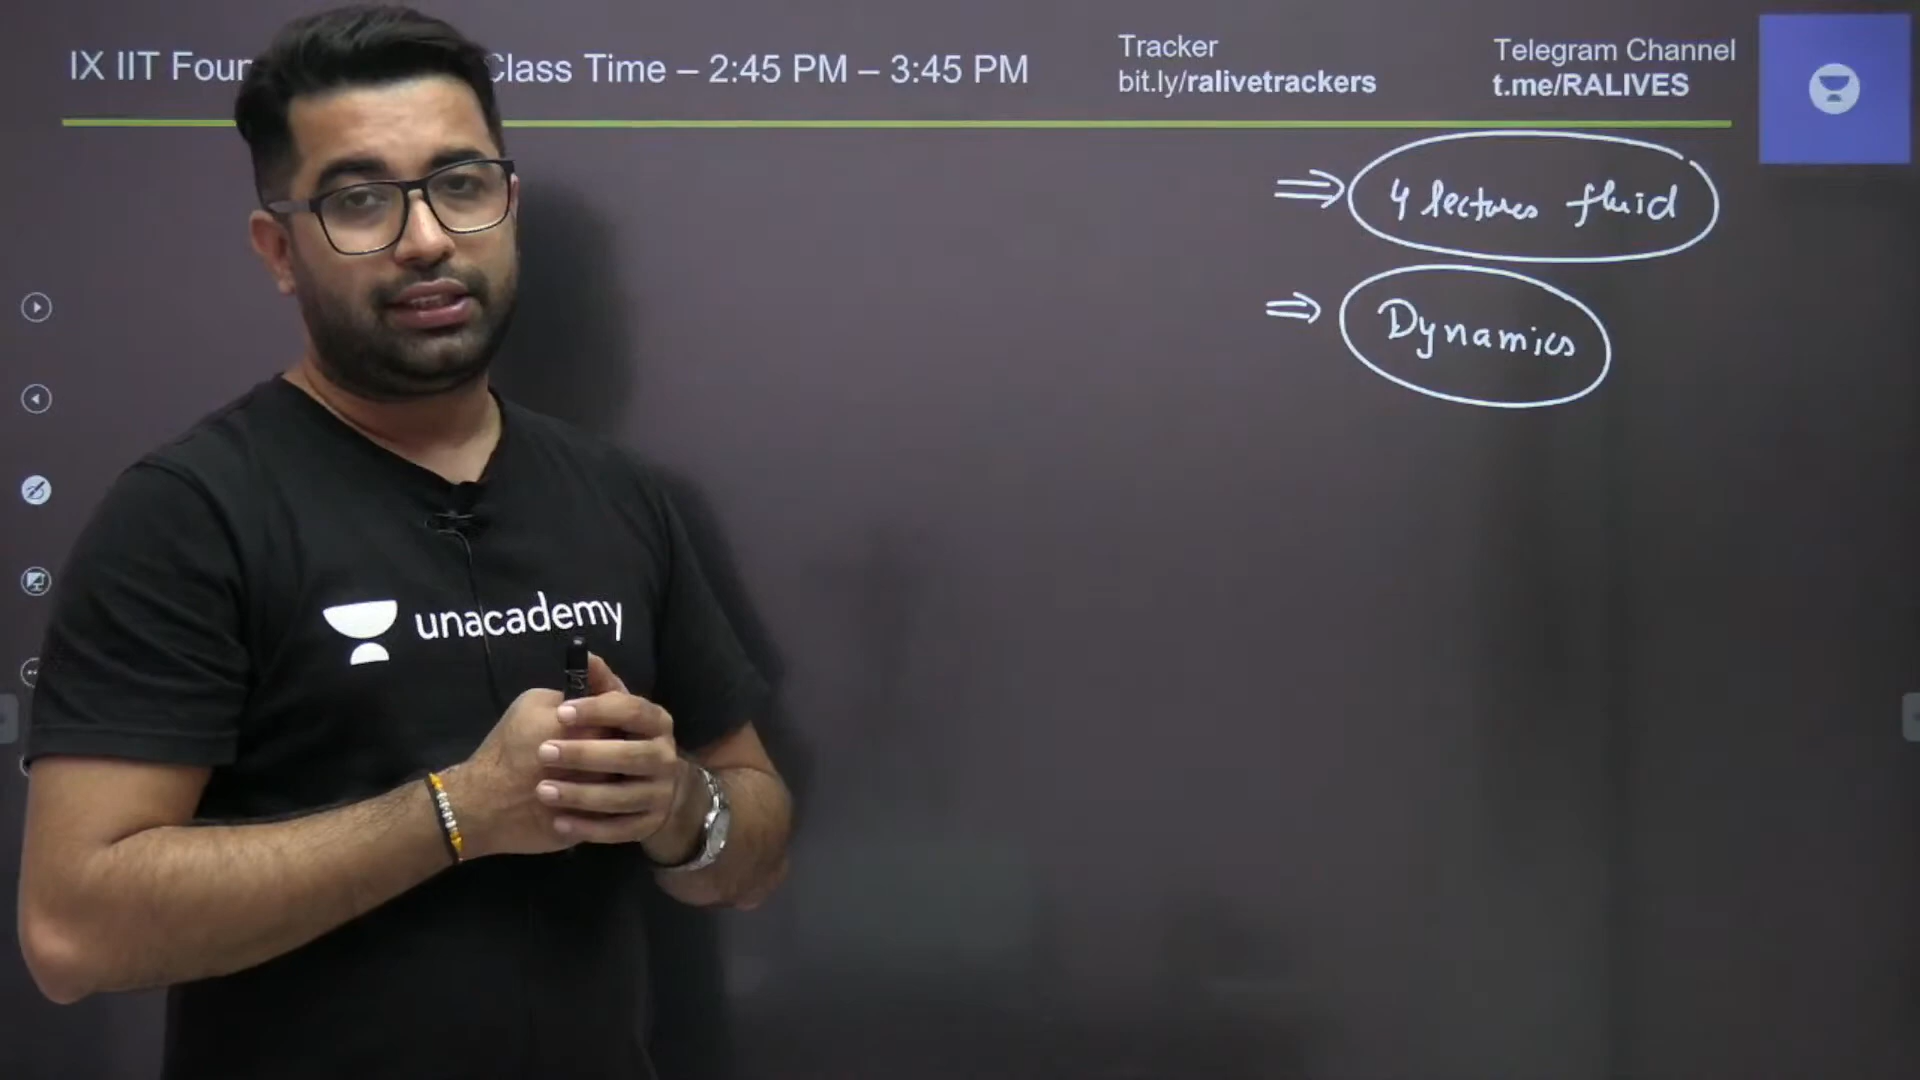 IX IIT Foun
Class Time – 2:45 PM – 3:45 PM
Tracker
bit.ly/ralivetrackers
Telegram Channel
t.me/RALIVES
⇒ 4 lectures fluid
⇒ Dynamics
unacademy